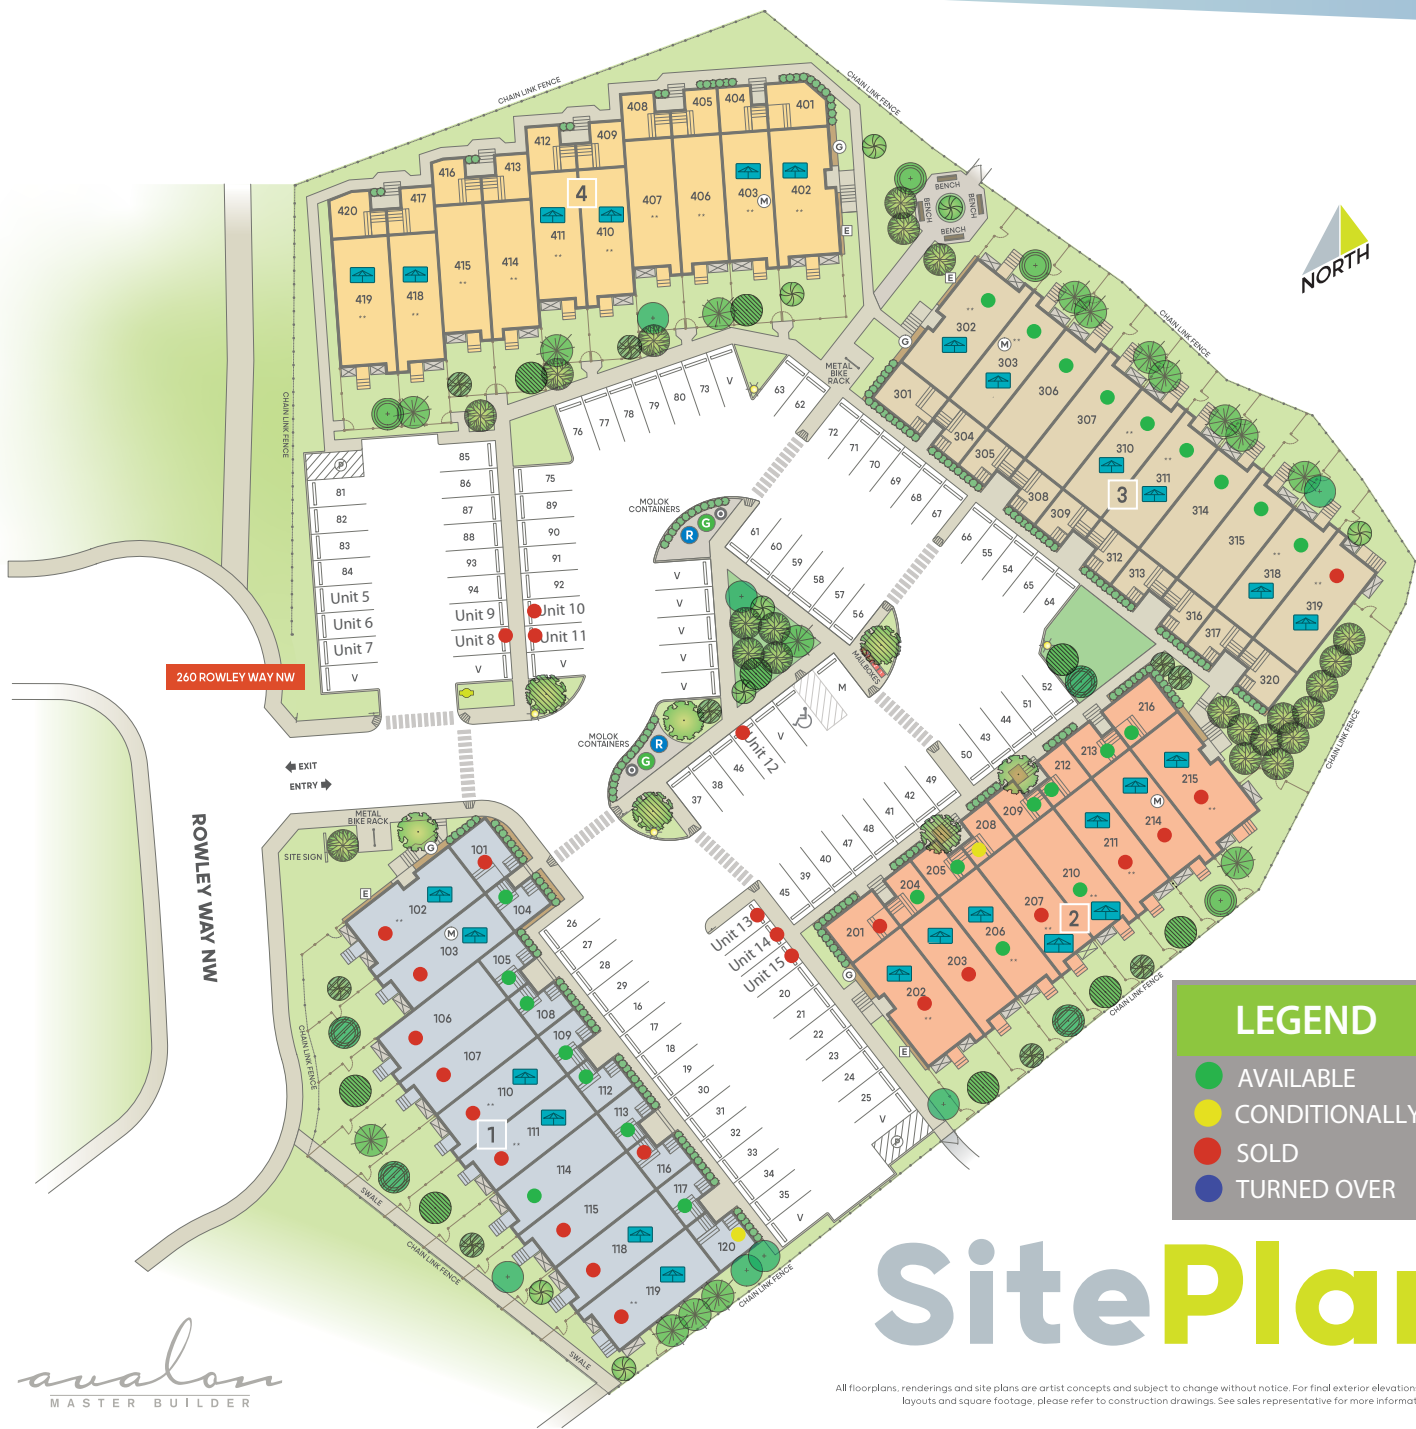 CHAIN LINK FENCE
CHAIN LINK FENCE
408
405
404
401
412
409
416
413
420
417
4
407
406
403
M
402
G
E
411
410
415
414
419
418
BENCH
BENCH
BENCH
BENCH
NORTH
E
G
302
M
303
301
306
307
304
305
310
311
308
309
3
314
315
312
313
318
319
316
317
320
CHAIN LINK FENCE
CHAIN LINK FENCE
CHAIN LINK FENCE
METAL
BIKE
RACK
P
81
82
83
84
Unit 5
Unit 6
Unit 7
V
85
86
87
88
93
94
Unit 9
Unit 8
V
75
89
90
91
92
Unit 10
Unit 11
V
76
77
78
79
80
73
V
63
62
72
71
70
69
68
67
66
55
54
65
64
MOLOK
CONTAINERS
R
G
O
V
V
V
V
V
61
60
59
58
57
56
MAILBOXES
M
V
Unit 12
46
38
37
MOLOK
CONTAINERS
R
G
O
52
51
44
43
50
49
42
41
48
47
40
39
45
260 ROWLEY WAY NW
EXIT
ENTRY
ROWLEY WAY NW
METAL
BIKE RACK
SITE SIGN
G
E
101
102
104
M
103
105
106
108
107
109
110
112
111
113
1
114
116
115
117
118
120
119
26
27
28
29
16
17
18
19
30
31
32
33
34
35
V
Unit 13
Unit 14
Unit 15
20
21
22
23
24
25
V
P
216
213
212
215
M
209
214
208
211
205
210
204
207
2
201
206
203
202
G
E
CHAIN LINK FENCE
CHAIN LINK FENCE
SWALE
CHAIN LINK FENCE
CHAIN LINK FENCE
SWALE
LEGEND
AVAILABLE
CONDITIONALLY
SOLD
TURNED OVER
SitePlan
avalon
MASTER BUILDER
All floorplans, renderings and site plans are artist concepts and subject to change without notice. For final exterior elevation
layouts and square footage, please refer to construction drawings. See sales representative for more informat